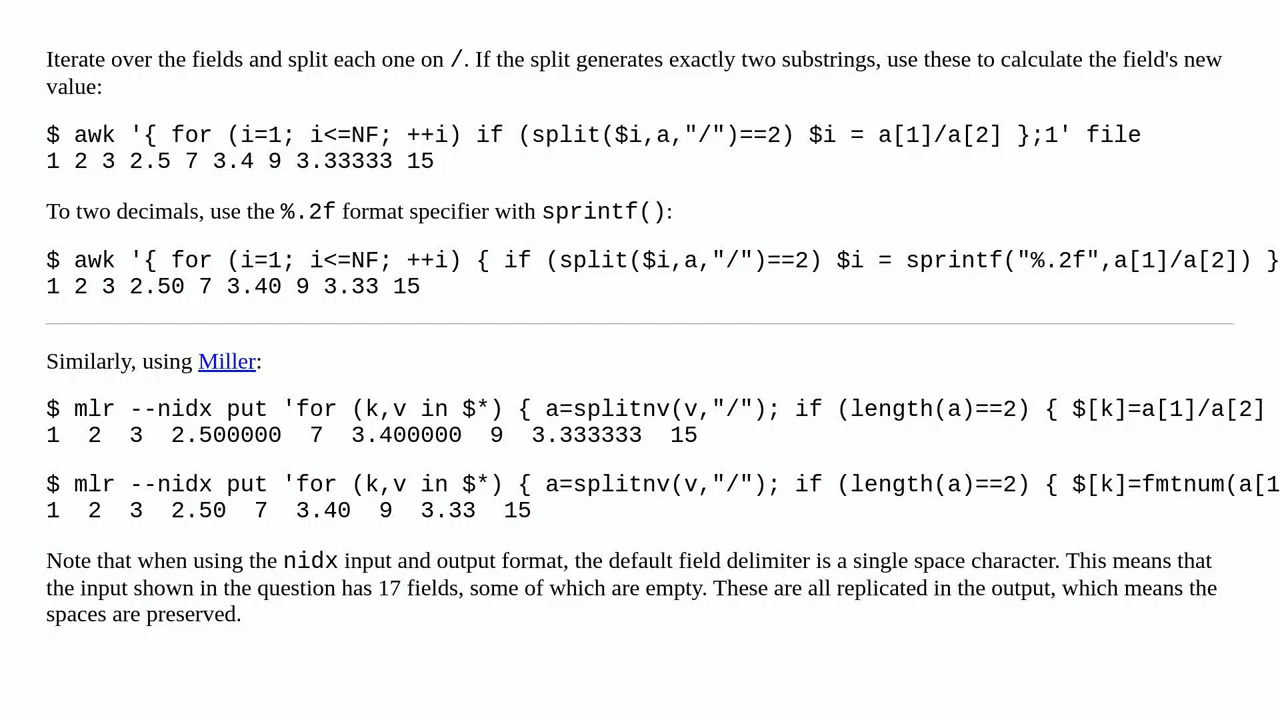 Iterate over the fields and split each one on /. If the split generates exactly two substrings, use these to calculate the field's new
value:
$ awk '{ for (i=1; i<=NF; ++i) if (split($i,a,"/")==2) $i = a[1]/a[2] };1' file
1 2 3 2.5 7 3.4 9 3.33333 15
To two decimals, use the %.2f format specifier with sprintf():
$ awk '{ for (i=1; i<=NF; ++i) { if (split($i,a,"/")==2) $i = sprintf("%.2f",a[1]/a[2]) }
1 2 3 2.50 7 3.40 9 3.33 15
Similarly, using Miller:
$ mlr --nidx put 'for (k,v in $*) { a=splitnv(v,"/"); if (length(a)==2) { $[k]=a[1]/a[2]
1  2  3  2.500000  7  3.400000  9  3.333333  15
$ mlr --nidx put 'for (k,v in $*) { a=splitnv(v,"/"); if (length(a)==2) { $[k]=fmtnum(a[1
1  2  3  2.50  7  3.40  9  3.33  15
Note that when using the nidx input and output format, the default field delimiter is a single space character. This means that
the input shown in the question has 17 fields, some of which are empty. These are all replicated in the output, which means the
spaces are preserved.